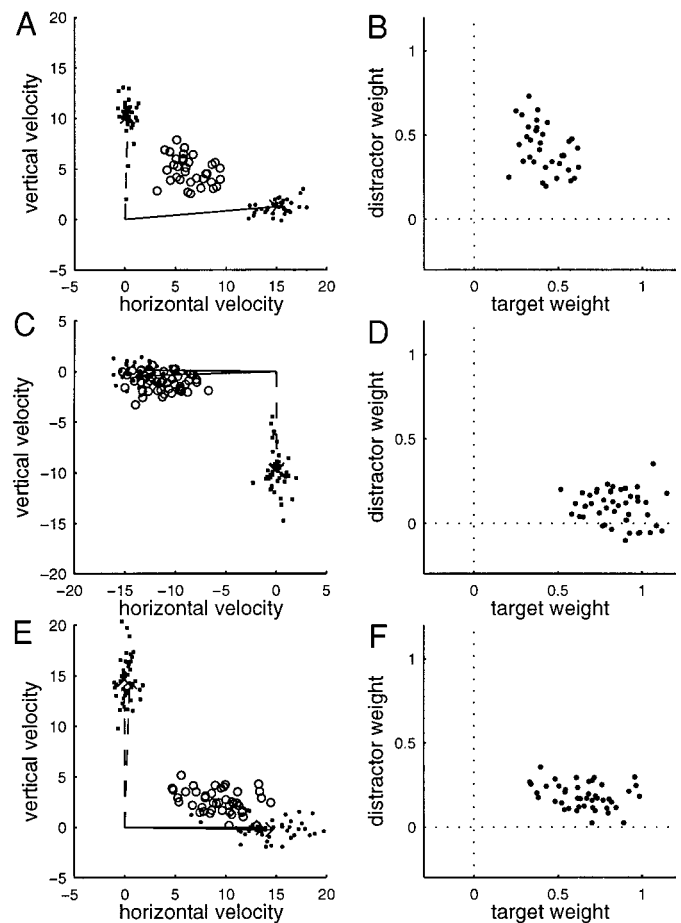 A
20
15
10
5
0
−5
−5 0 5 10 15 20
vertical velocity
horizontal velocity
B
1
0.5
0
0 0.5 1
distractor weight
target weight
C
5
0
−5
−10
−15
−20
−20 −15 −10 −5 0 5
vertical velocity
horizontal velocity
D
1
0.5
0
0 0.5 1
distractor weight
target weight
E
20
15
10
5
0
−5
−5 0 5 10 15 20
vertical velocity
horizontal velocity
F
1
0.5
0
0 0.5 1
distractor weight
target weight